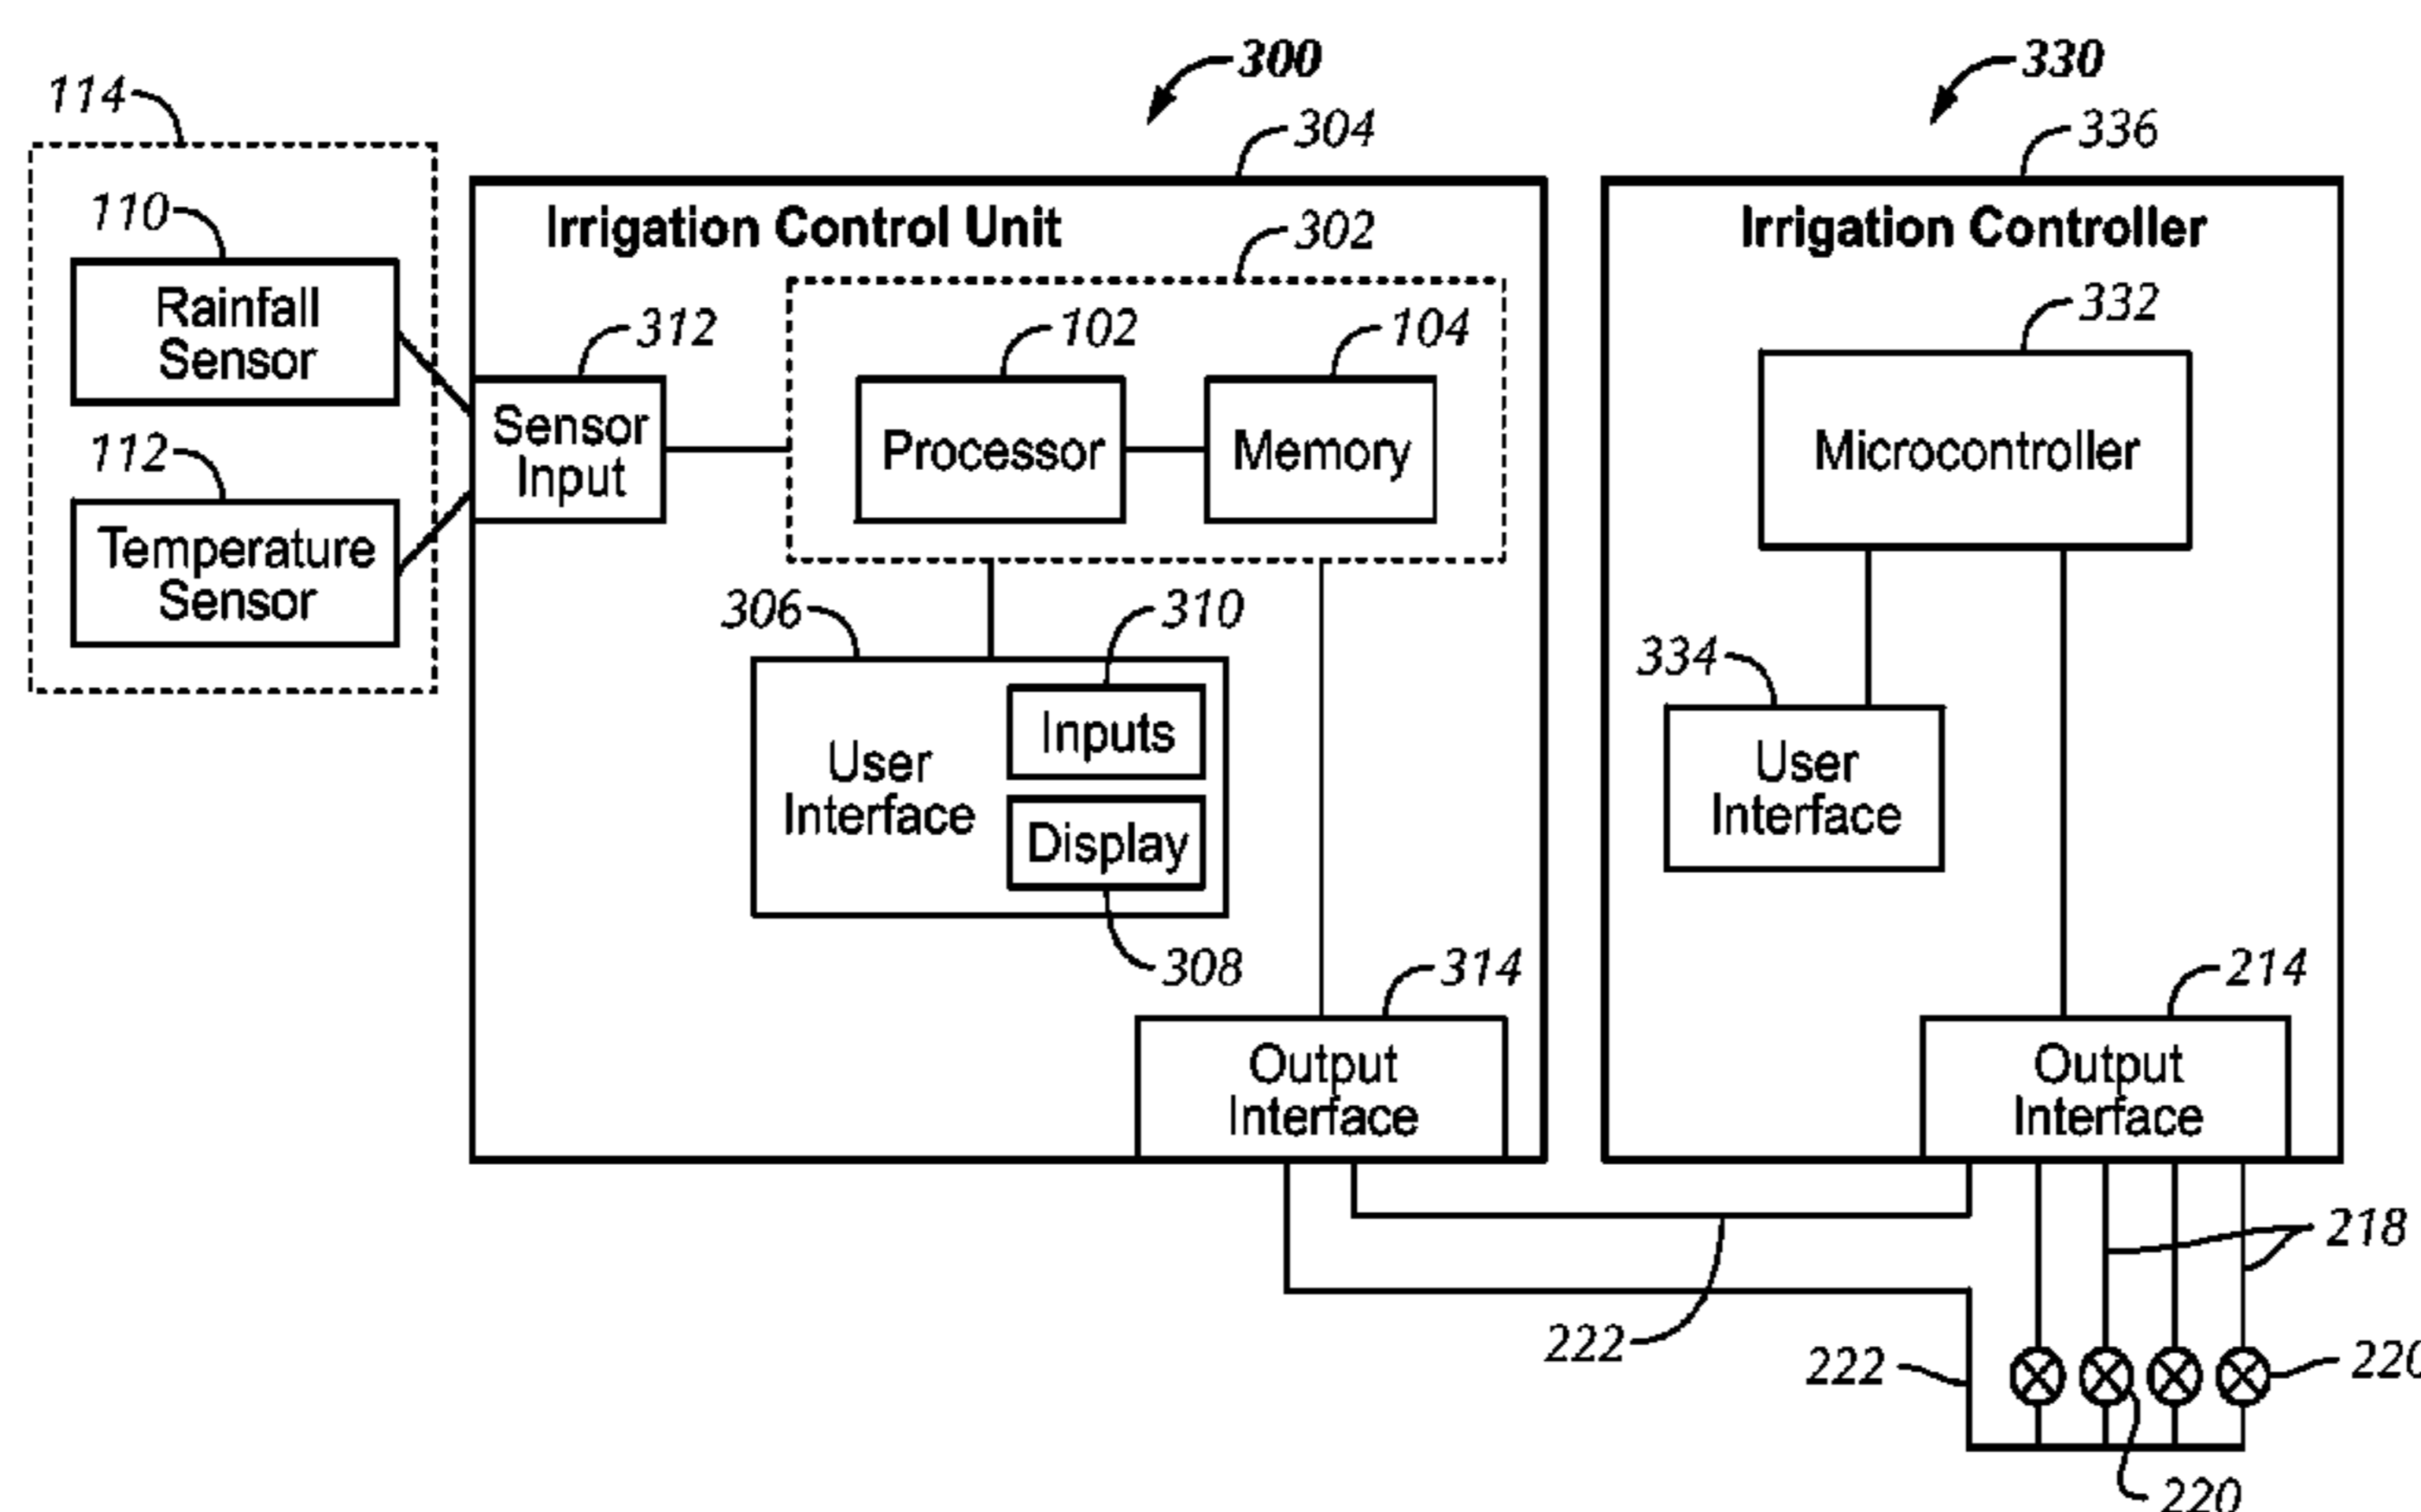 300
330
114
304
336
110
Irrigation Control Unit
302
Irrigation Controller
Rainfall
Sensor
312
102
104
332
112
Sensor
Input
Processor
Memory
Microcontroller
Temperature
Sensor
306
310
334
User
Interface
Inputs
Display
User
Interface
308
314
214
Output
Interface
Output
Interface
218
222
222
220
220